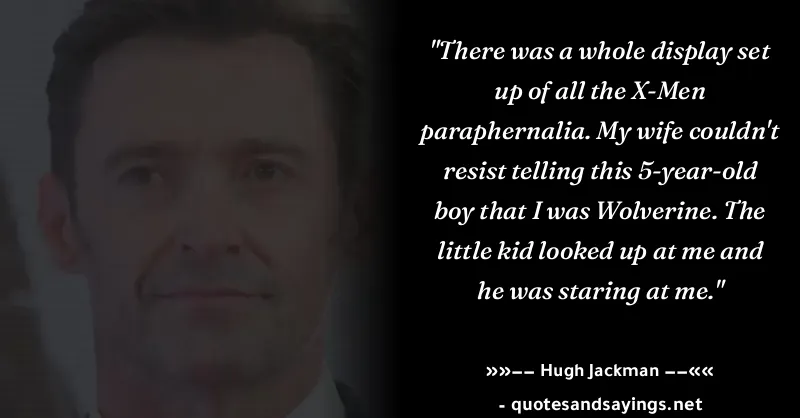 "There was a whole display set
up of all the X-Men
paraphernalia. My wife couldn't
resist telling this 5-year-old
boy that I was Wolverine. The
little kid looked up at me and
he was staring at me."
»»−− Hugh Jackman −−««
- quotesandsayings.net